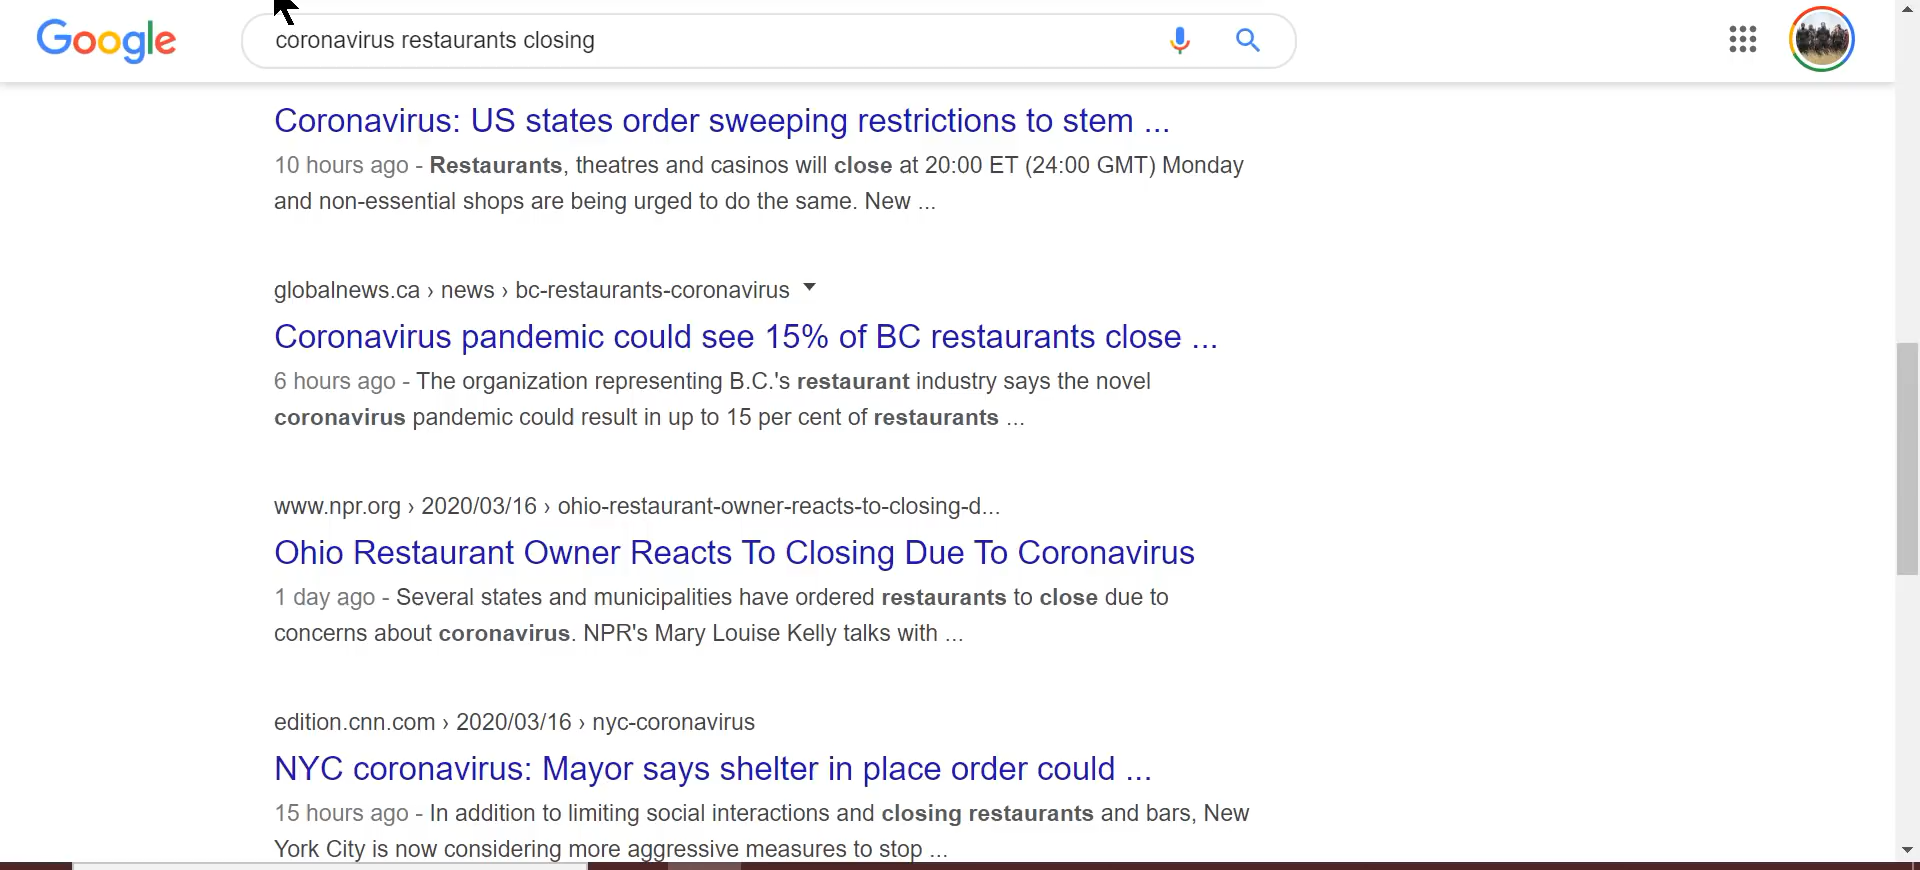 Google
coronavirus restaurants closing
Coronavirus: US states order sweeping restrictions to stem ...
10 hours ago - Restaurants, theatres and casinos will close at 20:00 ET (24:00 GMT) Monday
and non-essential shops are being urged to do the same. New ...
globalnews.ca › news › bc-restaurants-coronavirus
Coronavirus pandemic could see 15% of BC restaurants close ...
6 hours ago - The organization representing B.C.'s restaurant industry says the novel
coronavirus pandemic could result in up to 15 per cent of restaurants ...
www.npr.org › 2020/03/16 › ohio-restaurant-owner-reacts-to-closing-d...
Ohio Restaurant Owner Reacts To Closing Due To Coronavirus
1 day ago - Several states and municipalities have ordered restaurants to close due to
concerns about coronavirus. NPR's Mary Louise Kelly talks with ...
edition.cnn.com › 2020/03/16 › nyc-coronavirus
NYC coronavirus: Mayor says shelter in place order could ...
15 hours ago - In addition to limiting social interactions and closing restaurants and bars, New
York City is now considering more aggressive measures to stop ...